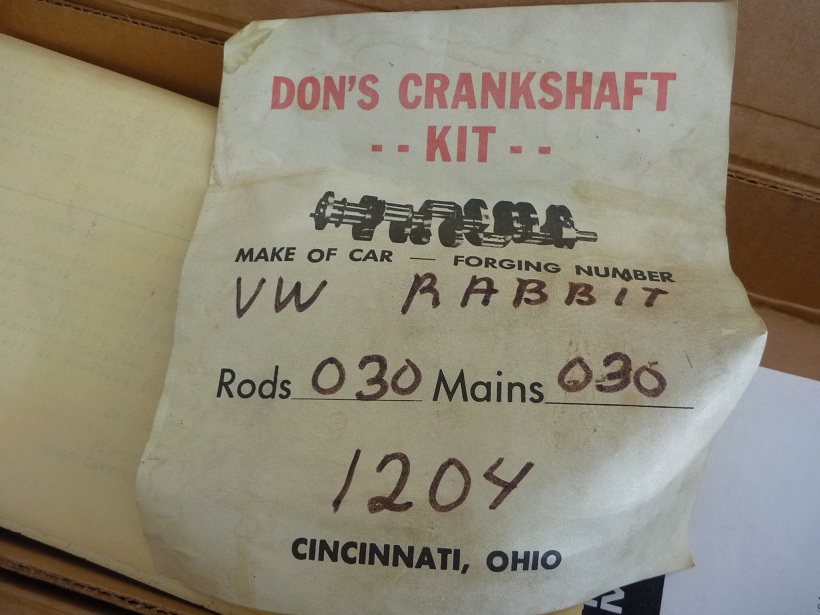 DON'S CRANKSHAFT
-- KIT --
MAKE OF CAR — FORGING NUMBER
VW RABBIT
Rods 030 Mains 030
1204
CINCINNATI, OHIO